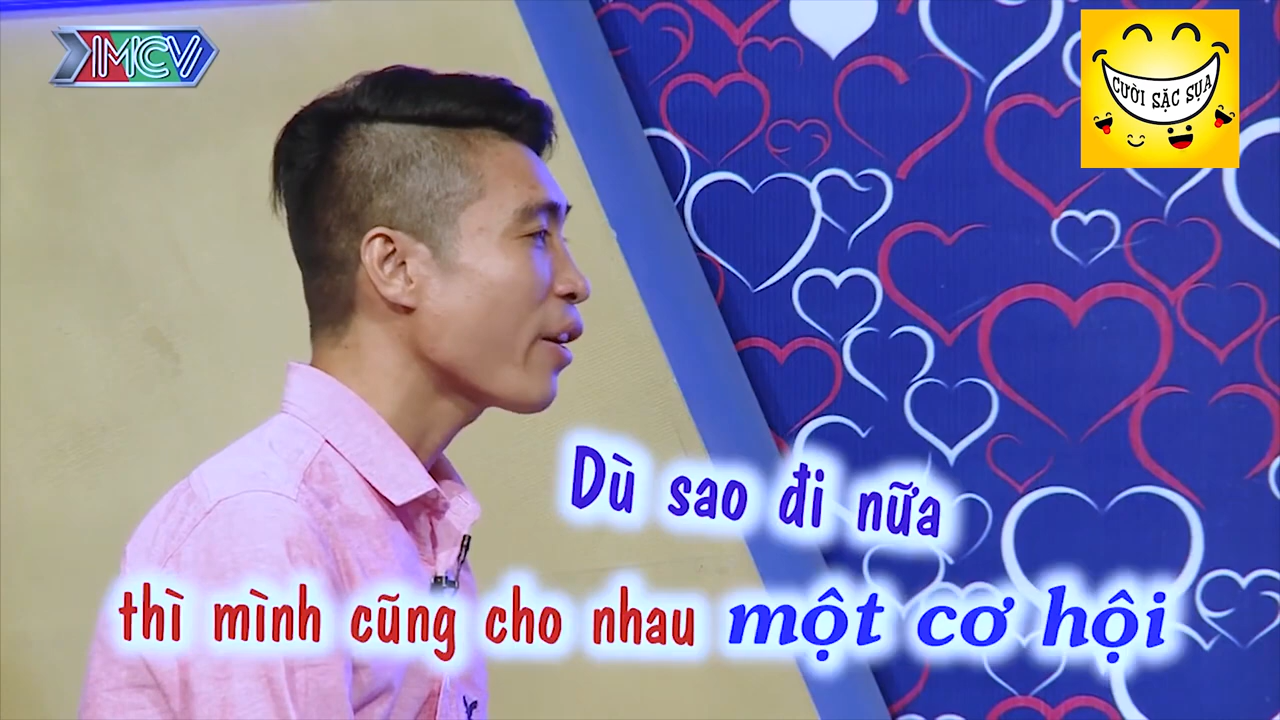 MCV
CƯỜI SẶC SỤA
Dù sao đi nữa
thì mình cũng cho nhau một cơ hội